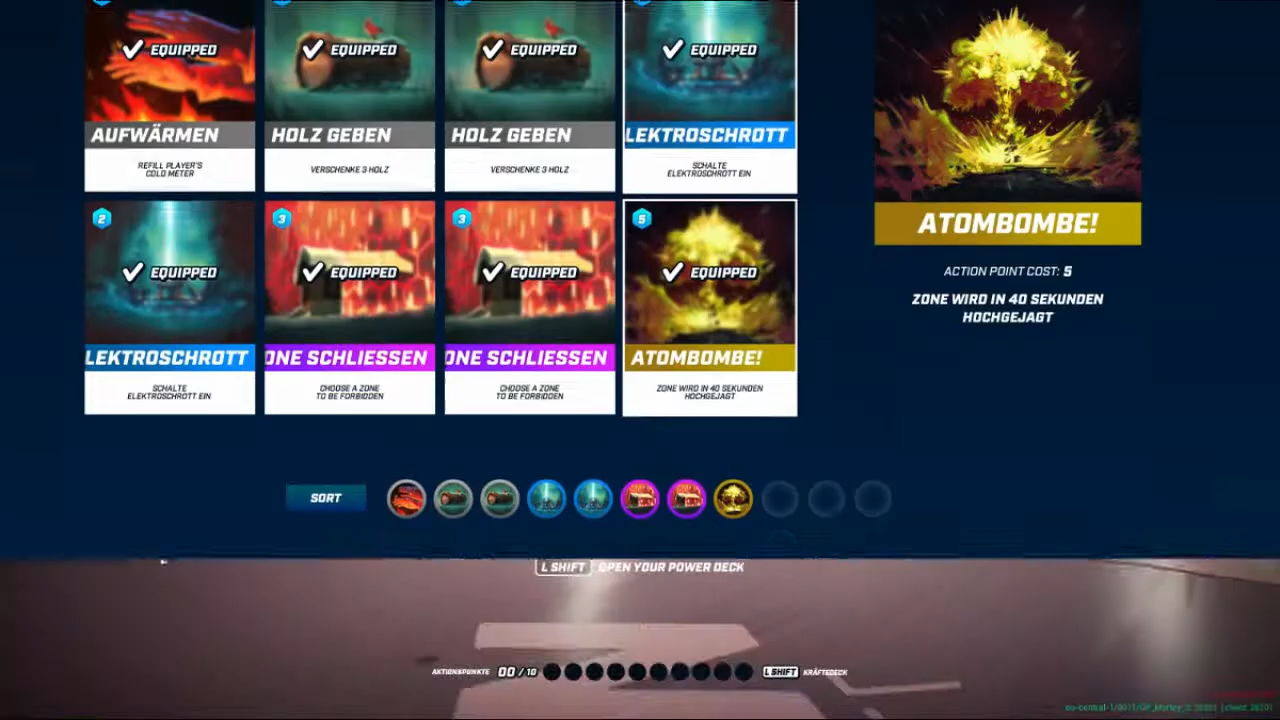 EQUIPPED
EQUIPPED
EQUIPPED
EQUIPPED
AUFWÄRMEN
HOLZ GEBEN
HOLZ GEBEN
LEKTROSCHROTT
REFILL PLAYER'S
COLD METER
VERSCHENKE 3 HOLZ
VERSCHENKE 3 HOLZ
SCHALTE
ELEKTROSCHROTT EIN
2
EQUIPPED
3
EQUIPPED
3
EQUIPPED
5
EQUIPPED
LEKTROSCHROTT
ONE SCHLIESSEN
ONE SCHLIESSEN
ATOMBOMBE!
SCHALTE
ELEKTROSCHROTT EIN
CHOOSE A ZONE
TO BE FORBIDDEN
CHOOSE A ZONE
TO BE FORBIDDEN
ZONE WIRD IN 40 SEKUNDEN
HOCHGEJAGT
ATOMBOMBE!
ACTION POINT COST: 5
ZONE WIRD IN 40 SEKUNDEN
HOCHGEJAGT
SORT
L SHIFT OPEN YOUR POWER DECK
AKTIONSPUNKTE 00 / 10 L SHIFT KRÄFTEDECK